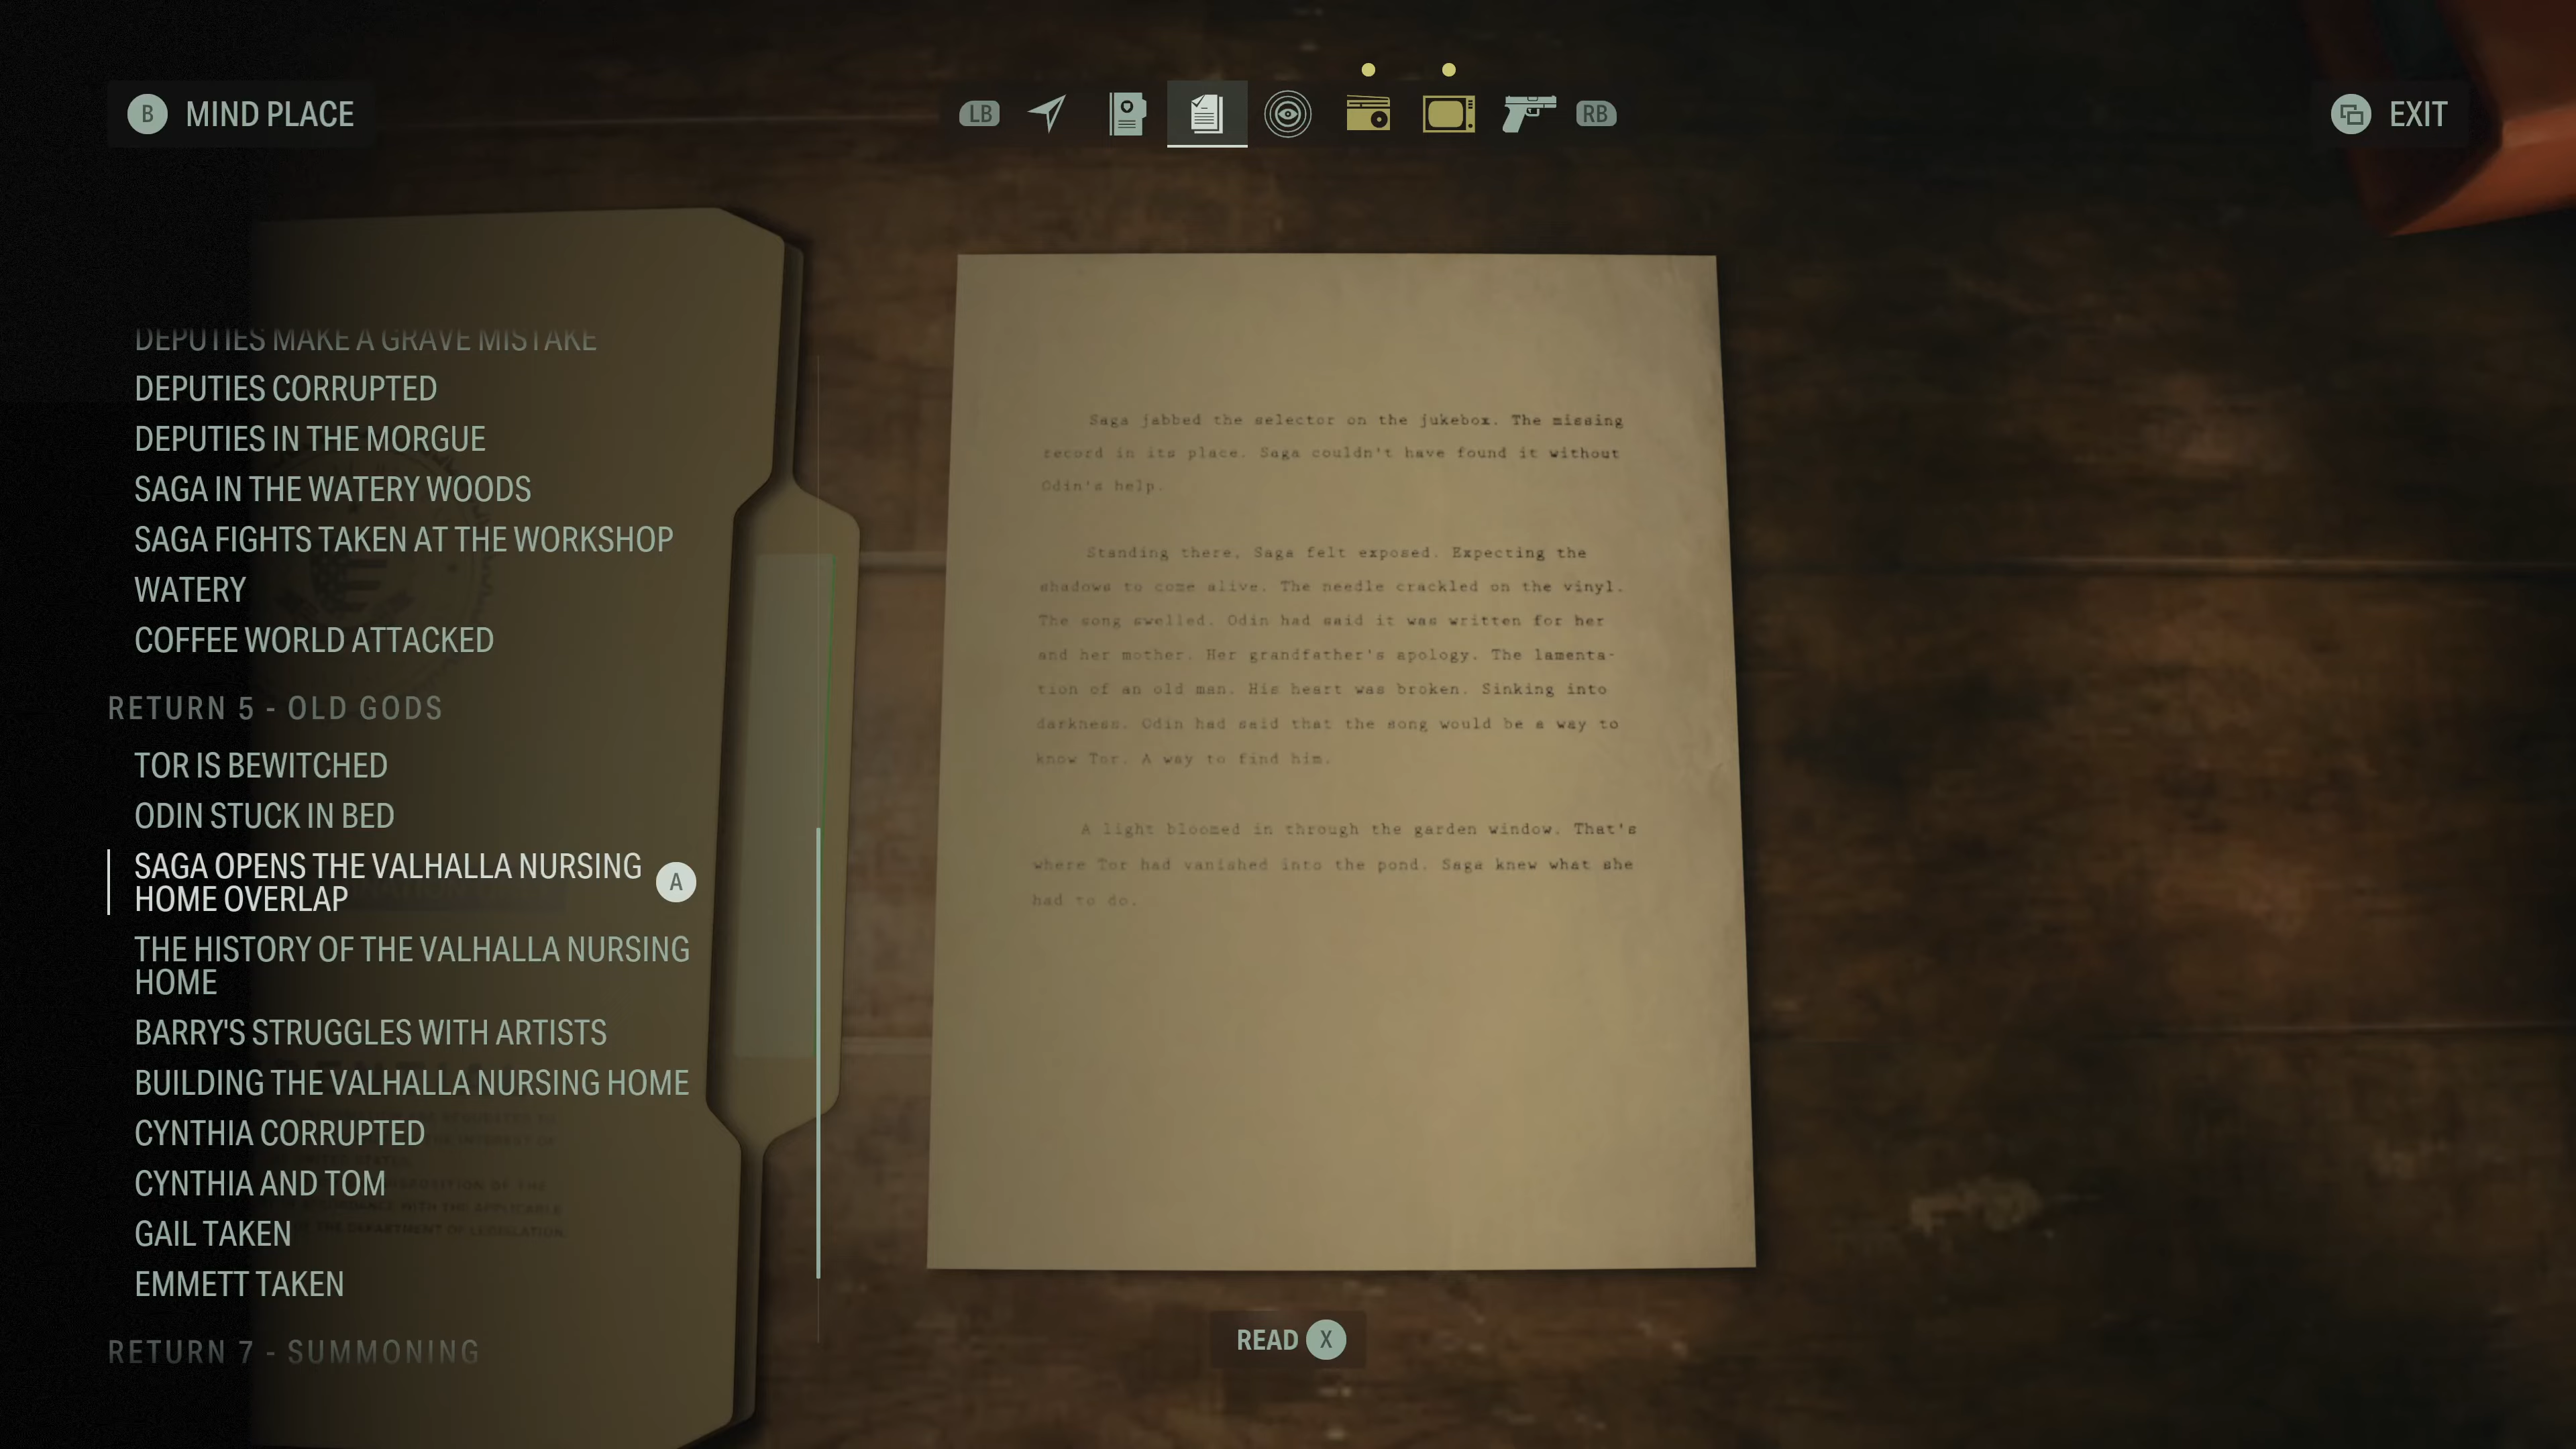 B MIND PLACE
LB
RB
EXIT
DEPUTIES MAKE A GRAVE MISTAKE
DEPUTIES CORRUPTED
DEPUTIES IN THE MORGUE
SAGA IN THE WATERY WOODS
SAGA FIGHTS TAKEN AT THE WORKSHOP
WATERY
COFFEE WORLD ATTACKED
RETURN 5 - OLD GODS
TOR IS BEWITCHED
ODIN STUCK IN BED
SAGA OPENS THE VALHALLA NURSING
HOME OVERLAP
A
THE HISTORY OF THE VALHALLA NURSING
HOME
BARRY'S STRUGGLES WITH ARTISTS
BUILDING THE VALHALLA NURSING HOME
CYNTHIA CORRUPTED
CYNTHIA AND TOM
GAIL TAKEN
EMMETT TAKEN
RETURN 7 - SUMMONING
Saga jabbed the selector on the jukebox. The missing
record in its place. Saga couldn't have found it without
Odin's help.
Standing there, Saga felt exposed. Expecting the
shadows to come alive. The needle crackled on the vinyl.
The song swelled. Odin had said it was written for her
and her mother. Her grandfather's apology. The lamenta-
tion of an old man. His heart was broken. Sinking into
darkness. Odin had said that the song would be a way to
know Tor. A way to find him.
A light bloomed in through the garden window. That's
where Tor had vanished into the pond. Saga knew what she
had to do.
READ X